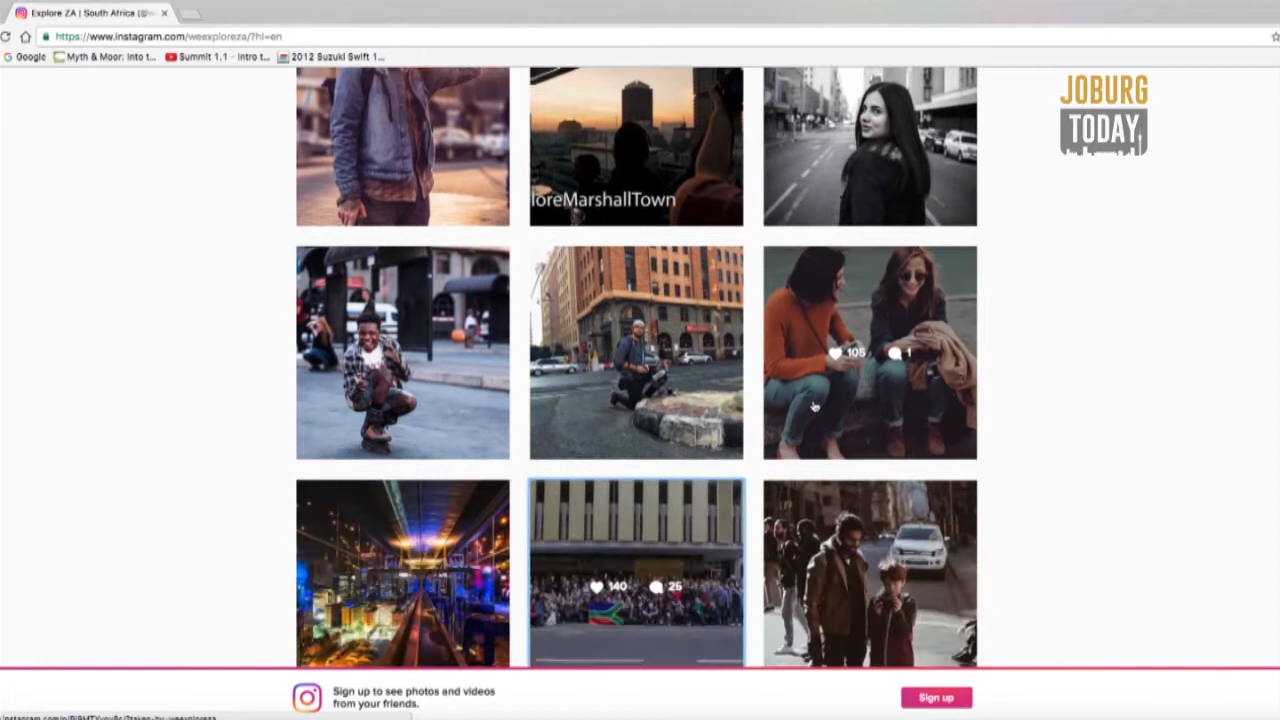 Explore ZA | South Africa (@w
https://www.instagram.com/weexploreza/?hl=en
Google
Myth & Moor: Into t...
Summit 1.1 - Intro t...
2012 Suzuki Swift 1...
JOBURG
TODAY
loreMarshallTown
105
1
140
25
Sign up to see photos and videos
from your friends.
Sign up